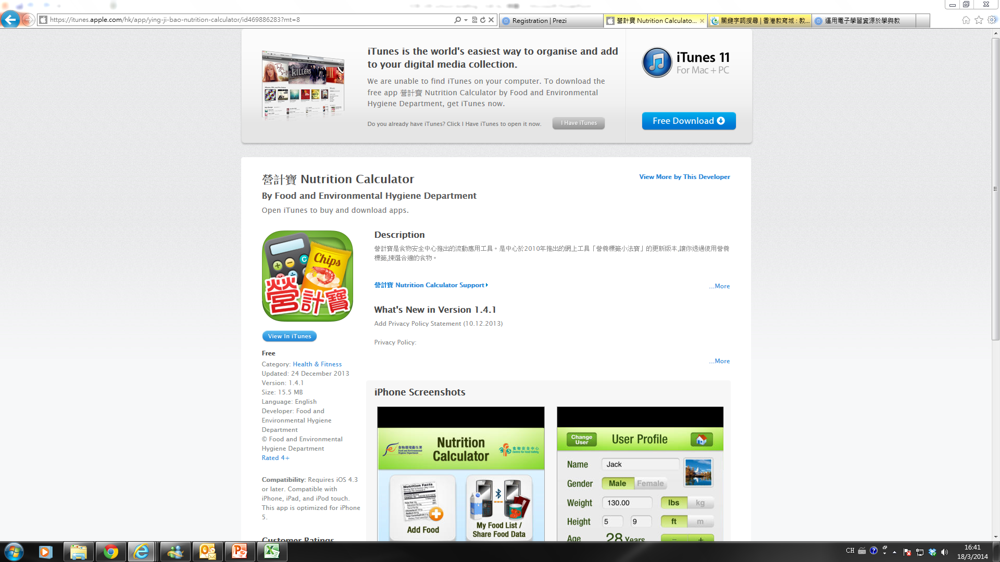 https://itunes.apple.com/hk/app/ying-ji-bao-nutrition-calculator/id469886283?mt=8
Registration | Prezi
營計寶 Nutrition Calculato...
關鍵字詞搜尋 | 香港教育城 : 教...
運用電子學習資源於學與教
iTunes is the world's easiest way to organise and add
to your digital media collection.
We are unable to find iTunes on your computer. To download the
free app 營計寶 Nutrition Calculator by Food and Environmental
Hygiene Department, get iTunes now.
Do you already have iTunes? Click I Have iTunes to open it now.
I Have iTunes
iTunes 11
For Mac + PC
Free Download
KILLERS
營計寶 Nutrition Calculator
View More by This Developer
By Food and Environmental Hygiene Department
Open iTunes to buy and download apps.
Chips
營計寶
View In iTunes
Free
Category: Health & Fitness
Updated: 24 December 2013
Version: 1.4.1
Size: 15.5 MB
Language: English
Developer: Food and
Environmental Hygiene
Department
© Food and Environmental
Hygiene Department
Rated 4+
Compatibility: Requires iOS 4.3
or later. Compatible with
iPhone, iPad, and iPod touch.
This app is optimized for iPhone
5.
Customer Ratings
Description
營計寶是食物安全中心推出的流動應用工具。是中心於2010年推出的網上工具「營養標籤小法寶」的更新版本,讓你透過使用營養
標籤,揀選合適的食物。
營計寶 Nutrition Calculator Support
...More
What's New in Version 1.4.1
Add Privacy Policy Statement (10.12.2013)
Privacy Policy:
...More
iPhone Screenshots
食物環境衞生署
Food and Environmental
Hygiene Department
Nutrition
Calculator
食物安全中心
Centre for Food Safety
Nutrition Facts
Add Food
My Food List /
Share Food Data
Change
User
User Profile
Name
Jack
Gender
Male
Female
Weight
130.00
lbs
kg
Height
5
9
ft
m
Age
28 Years
CH
16:41
18/3/2014